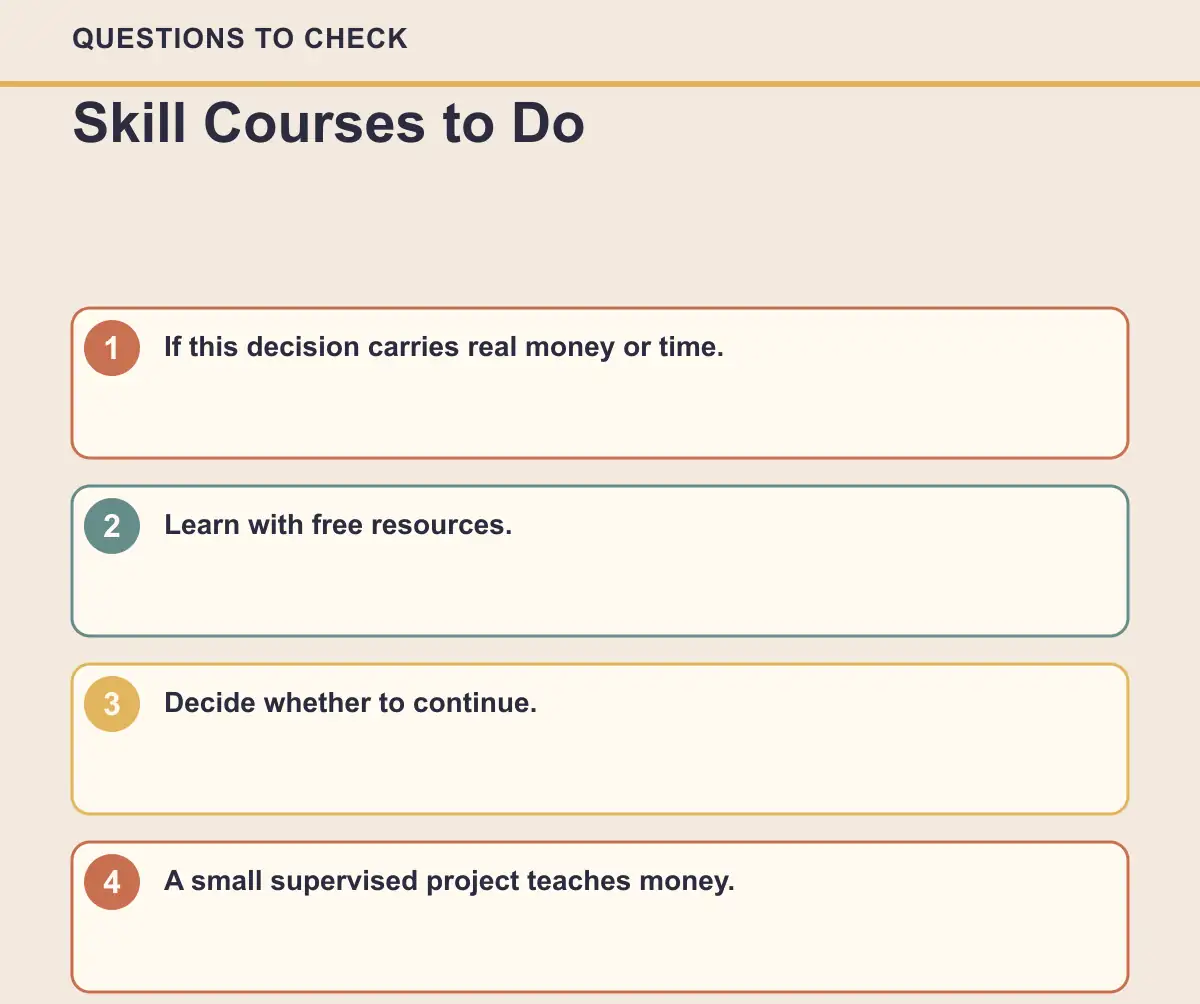 QUESTIONS TO CHECK
Skill Courses to Do
1 If this decision carries real money or time.
2 Learn with free resources.
3 Decide whether to continue.
4 A small supervised project teaches money.